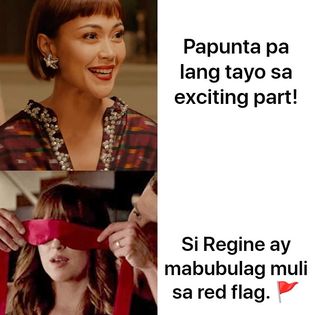 Papunta pa
lang tayo sa
exciting part!
Si Regine ay
mabubulag muli
sa red flag. 🚩